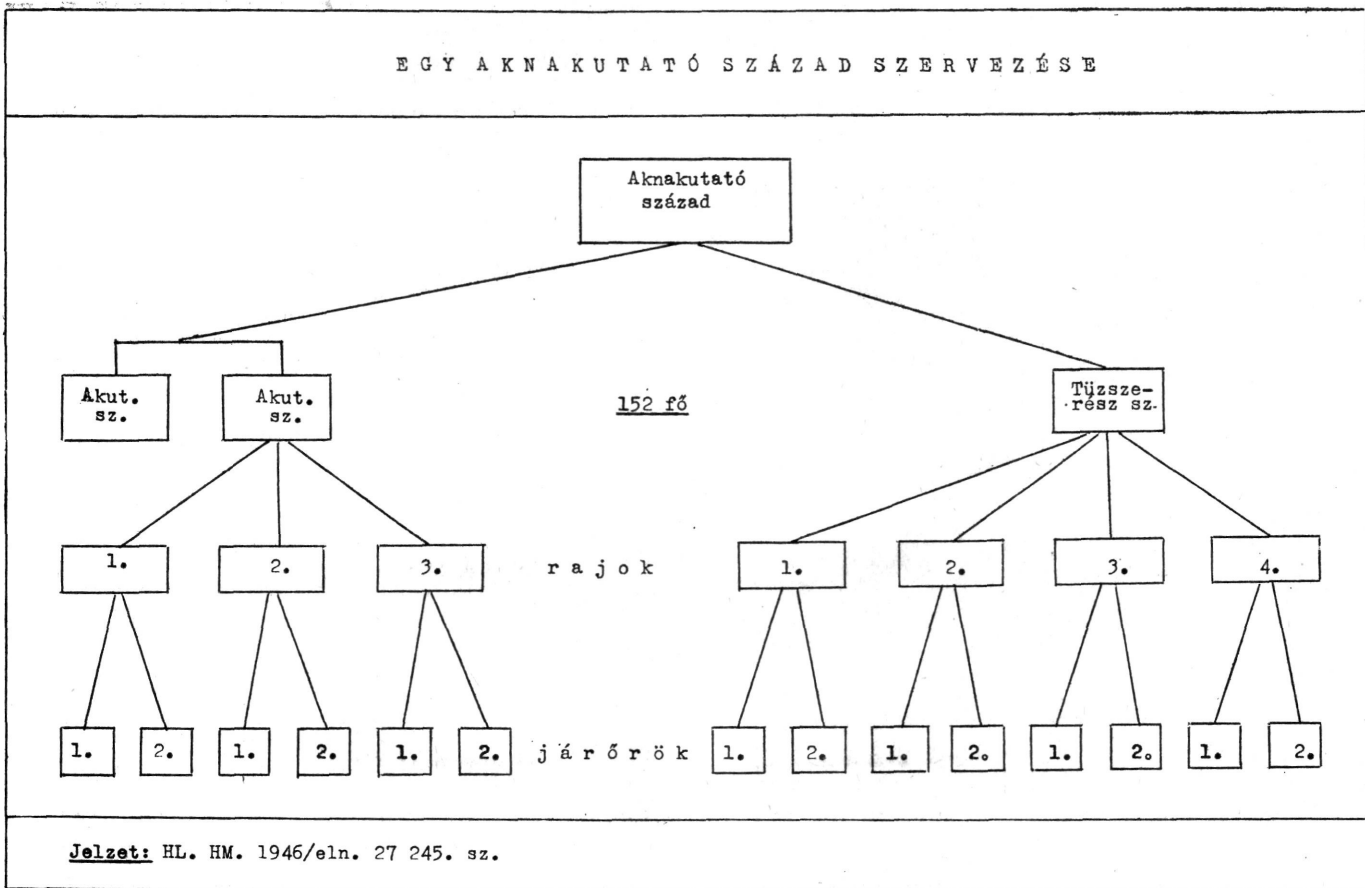 EGY AKNAKUTATÓ SZÁZAD SZERVEZÉSE
Aknakutató
század
Akut.
sz.
Akut.
sz.
152 fő
Tüzsze-
rész sz.
1. 2. 3. rajok 1. 2. 3. 4.
1. 2. 1. 2. 1. 2. járőrök 1. 2. 1. 2. 1. 2. 1. 2.
Jelzet: HL. HM. 1946/eln. 27 245. sz.